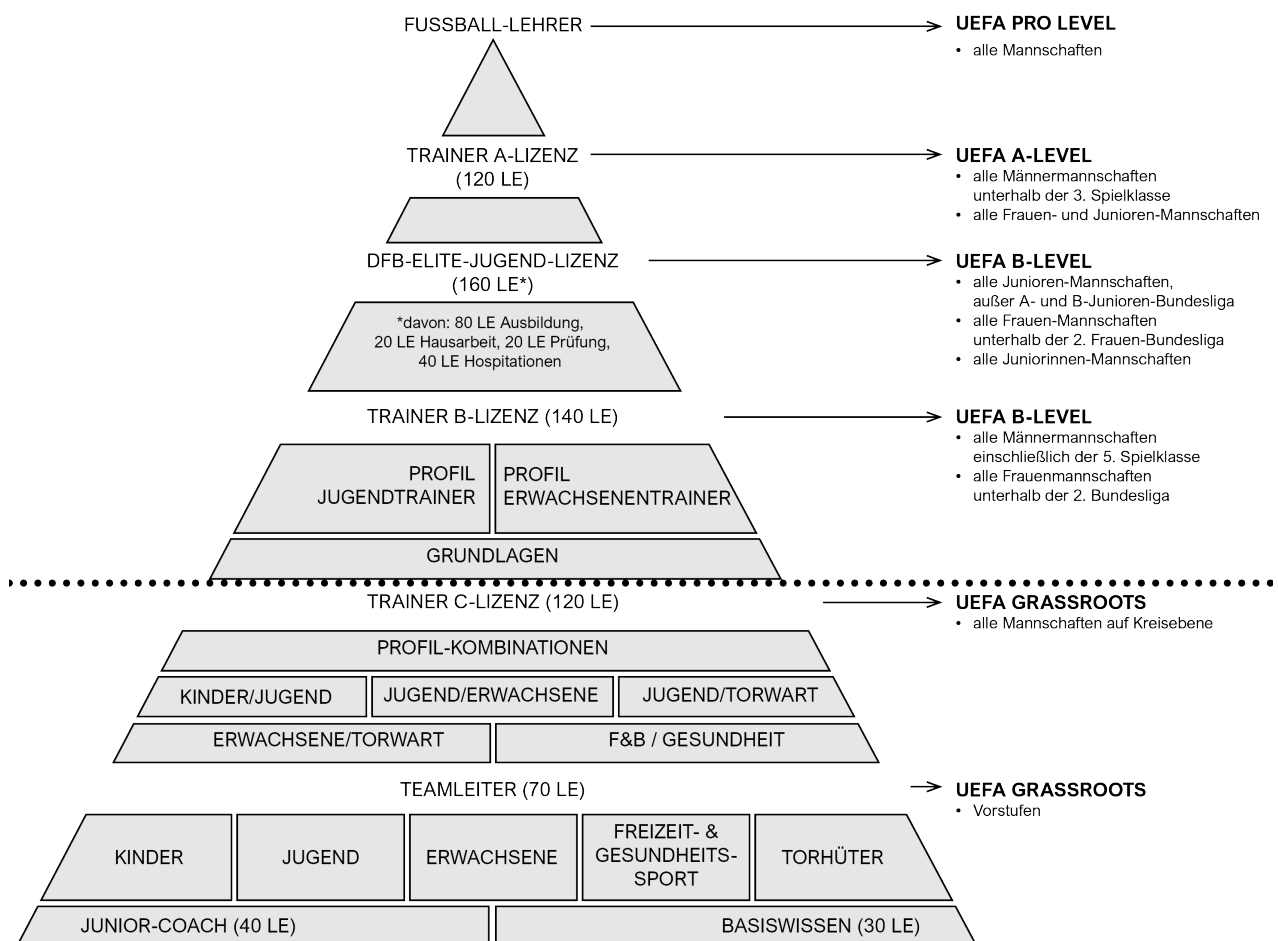 FUSSBALL-LEHRER
UEFA PRO LEVEL
• alle Mannschaften
TRAINER A-LIZENZ
(120 LE)
UEFA A-LEVEL
• alle Männermannschaften
unterhalb der 3. Spielklasse
• alle Frauen- und Junioren-Mannschaften
DFB-ELITE-JUGEND-LIZENZ
(160 LE*)
UEFA B-LEVEL
• alle Junioren-Mannschaften,
außer A- und B-Junioren-Bundesliga
• alle Frauen-Mannschaften
unterhalb der 2. Frauen-Bundesliga
• alle Juniorinnen-Mannschaften
*davon: 80 LE Ausbildung,
20 LE Hausarbeit, 20 LE Prüfung,
40 LE Hospitationen
TRAINER B-LIZENZ (140 LE)
UEFA B-LEVEL
• alle Männermannschaften
einschließlich der 5. Spielklasse
• alle Frauenmannschaften
unterhalb der 2. Bundesliga
PROFIL
JUGENDTRAINER
PROFIL
ERWACHSENENTRAINER
GRUNDLAGEN
TRAINER C-LIZENZ (120 LE)
UEFA GRASSROOTS
• alle Mannschaften auf Kreisebene
PROFIL-KOMBINATIONEN
KINDER/JUGEND
JUGEND/ERWACHSENE
JUGEND/TORWART
ERWACHSENE/TORWART
F&B / GESUNDHEIT
TEAMLEITER (70 LE)
UEFA GRASSROOTS
• Vorstufen
KINDER
JUGEND
ERWACHSENE
FREIZEIT- &
GESUNDHEITS-
SPORT
TORHÜTER
JUNIOR-COACH (40 LE)
BASISWISSEN (30 LE)